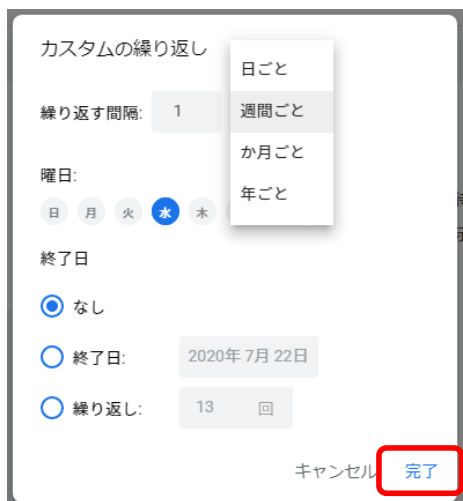 カスタムの繰り返し
日ごと
繰り返す間隔: 1
週間ごと
か月ごと
曜日:
年ごと
日 月 火 水 木
終了日
なし
終了日: 2020年 7月 22日
繰り返し: 13 回
キャンセル 完了